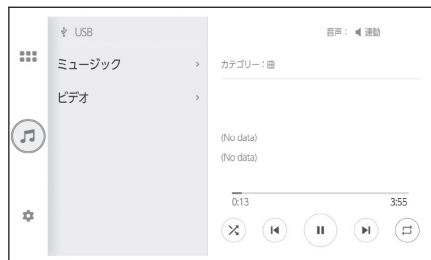 USB
音声： 連動
ミュージック
カテゴリー：曲
ビデオ
(No data)
(No data)
0:13
3:55